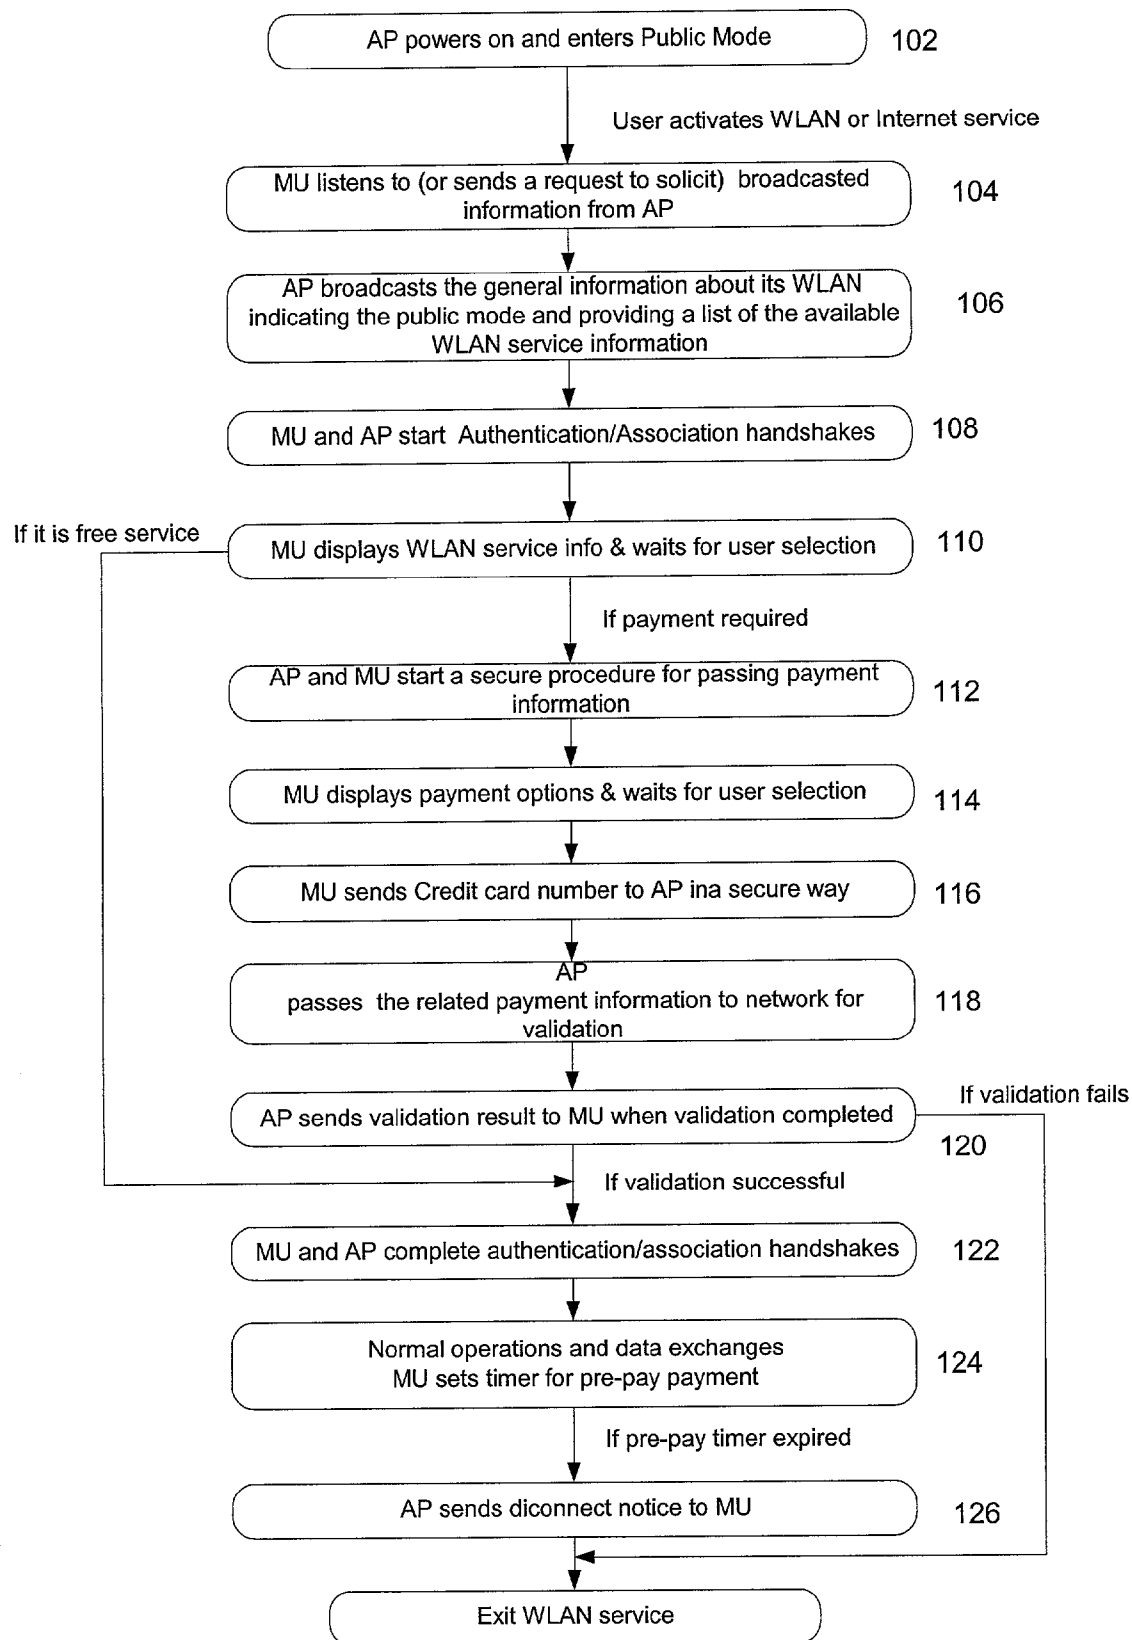 AP powers on and enters Public Mode
102
User activates WLAN or Internet service
MU listens to (or sends a request to solicit) broadcasted
information from AP
104
AP broadcasts the general information about its WLAN
indicating the public mode and providing a list of the available
WLAN service information
106
MU and AP start Authentication/Association handshakes
108
If it is free service
MU displays WLAN service info & waits for user selection
110
If payment required
AP and MU start a secure procedure for passing payment
information
112
MU displays payment options & waits for user selection
114
MU sends Credit card number to AP ina secure way
116
AP
passes the related payment information to network for
validation
118
If validation fails
AP sends validation result to MU when validation completed
120
If validation successful
MU and AP complete authentication/association handshakes
122
Normal operations and data exchanges
MU sets timer for pre-pay payment
124
If pre-pay timer expired
AP sends diconnect notice to MU
126
Exit WLAN service